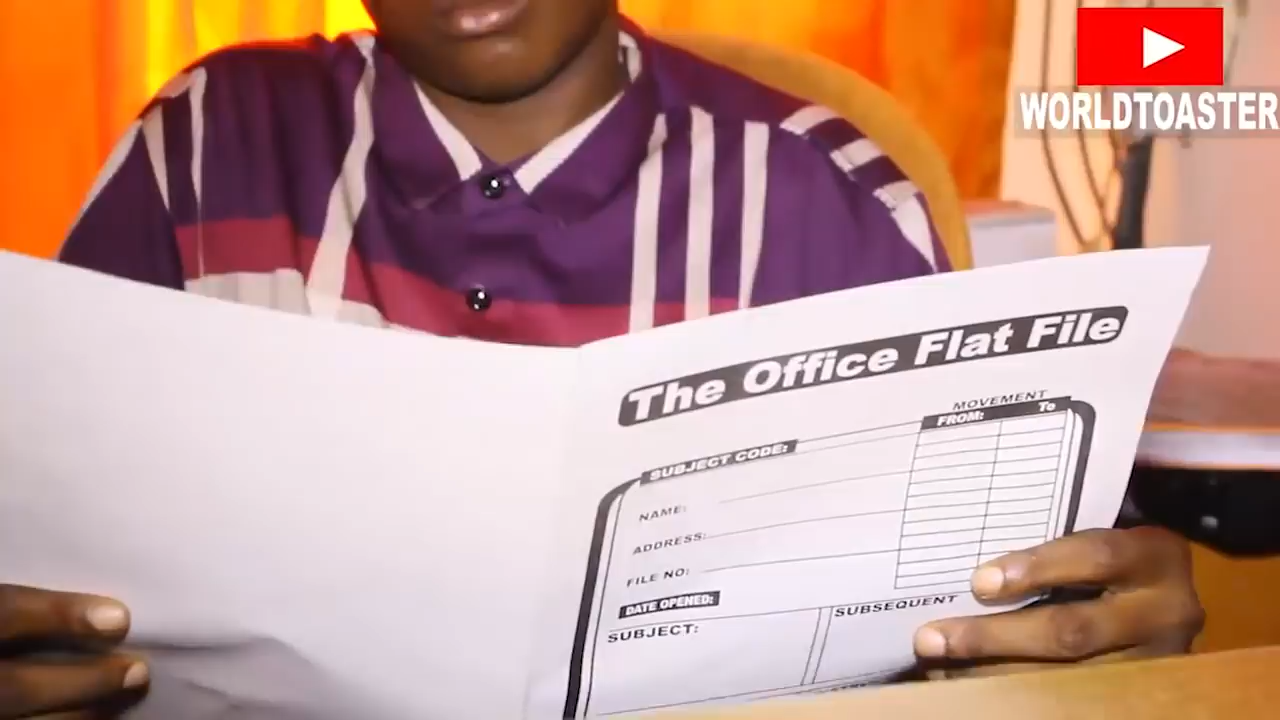 WORLDTOASTER
The Office Flat File
MOVEMENT
FROM: To
SUBJECT CODE:
NAME:
ADDRESS:
FILE NO:
DATE OPENED:
SUBJECT:
SUBSEQUENT